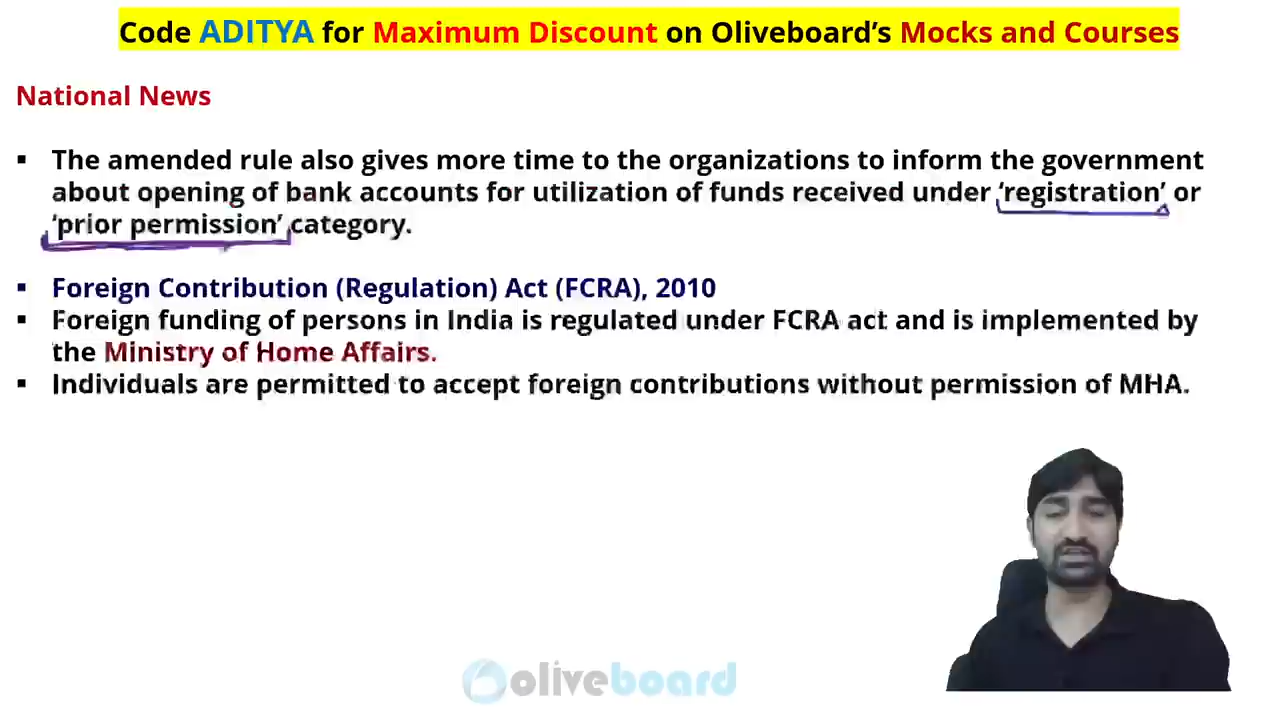 Code ADITYA for Maximum Discount on Oliveboard’s Mocks and Courses
National News
▪ The amended rule also gives more time to the organizations to inform the government
about opening of bank accounts for utilization of funds received under ‘registration’ or
‘prior permission’ category.
▪ Foreign Contribution (Regulation) Act (FCRA), 2010
▪ Foreign funding of persons in India is regulated under FCRA act and is implemented by
the Ministry of Home Affairs.
▪ Individuals are permitted to accept foreign contributions without permission of MHA.
oliveboard